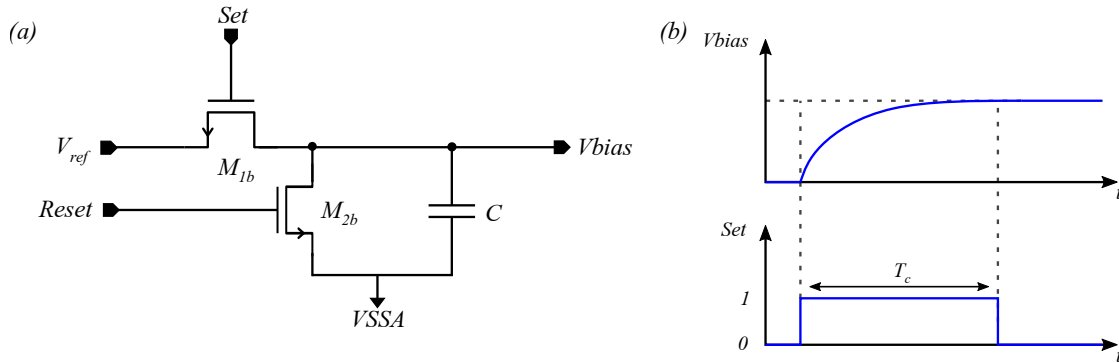 (a)
Set
V_ref
M_1b
Vbias
Reset
M_2b
C
VSSA
(b)
Vbias
t
Set
T_c
1
0
t